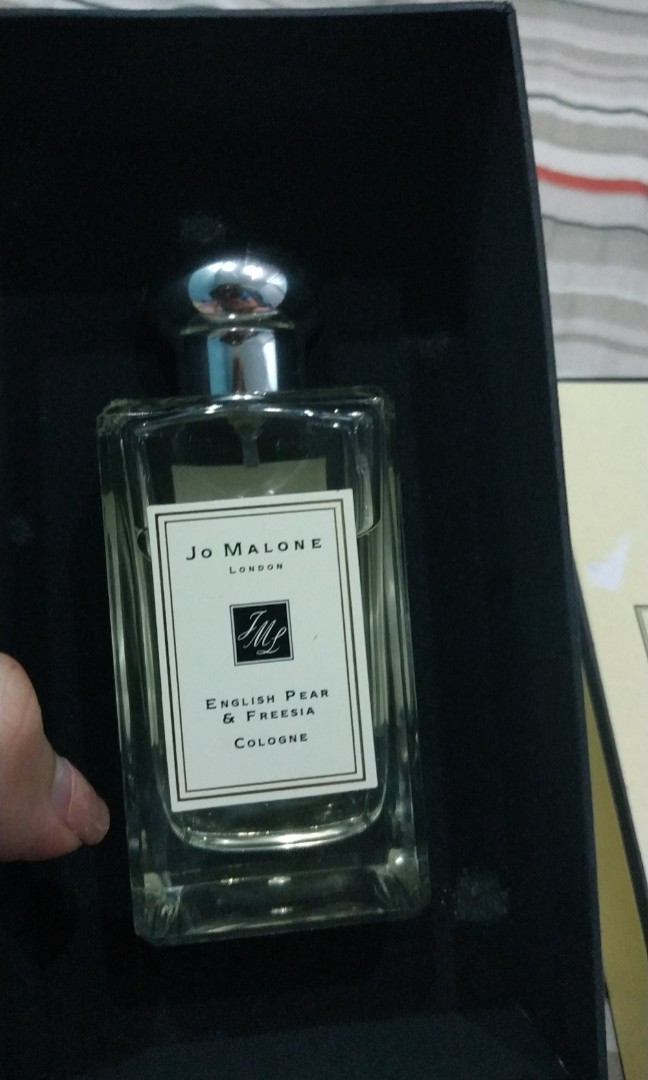 Jo Malone
London
JML
English Pear
& Freesia
Cologne